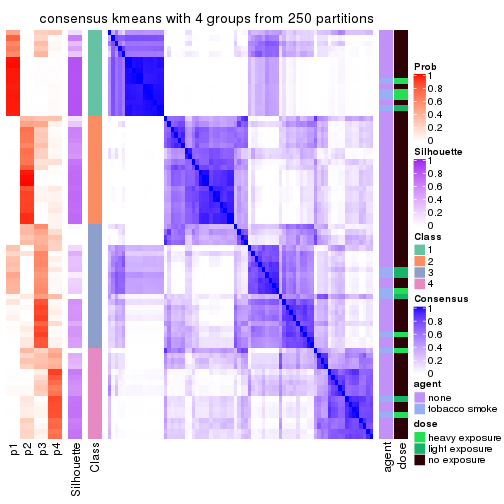 consensus kmeans with 4 groups from 250 partitions
p1
p2
p3
p4
Silhouette
Class
agent
dose
Prob
1
0.8
0.6
0.4
0.2
0
Silhouette
1
0.8
0.6
0.4
0.2
0
Class
1
2
3
4
Consensus
1
0.8
0.6
0.4
0.2
0
agent
none
tobacco smoke
dose
heavy exposure
light exposure
no exposure